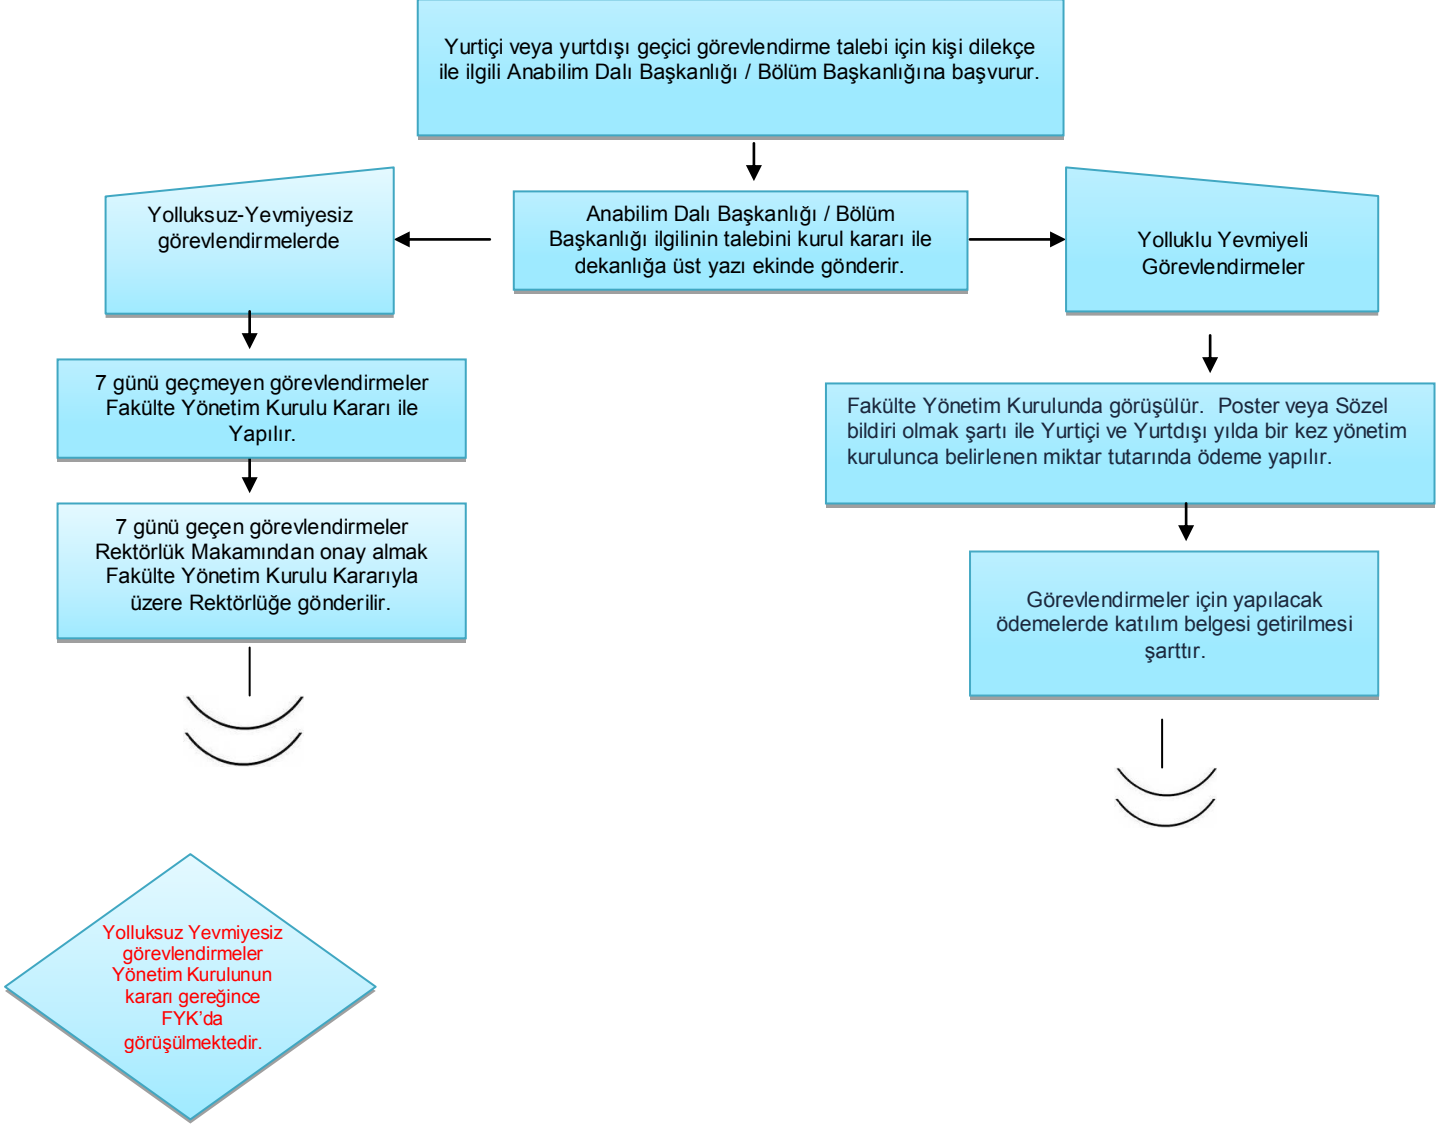 Yurtiçi veya yurtdışı geçici görevlendirme talebi için kişi dilekçe
ile ilgili Anabilim Dalı Başkanlığı / Bölüm Başkanlığına başvurur.
Yolluksuz-Yevmiyesiz
görevlendirmelerde
Anabilim Dalı Başkanlığı / Bölüm
Başkanlığı ilgilinin talebini kurul kararı ile
dekanlığa üst yazı ekinde gönderir.
Yolluklu Yevmiyeli
Görevlendirmeler
7 günü geçmeyen görevlendirmeler
Fakülte Yönetim Kurulu Kararı ile
Yapılır.
Fakülte Yönetim Kurulunda görüşülür. Poster veya Sözel
bildiri olmak şartı ile Yurtiçi ve Yurtdışı yılda bir kez yönetim
kurulunca belirlenen miktar tutarında ödeme yapılır.
7 günü geçen görevlendirmeler
Rektörlük Makamından onay almak
Fakülte Yönetim Kurulu Kararıyla
üzere Rektörlüğe gönderilir.
Görevlendirmeler için yapılacak
ödemelerde katılım belgesi getirilmesi
şarttır.
Yolluksuz Yevmiyesiz
görevlendirmeler
Yönetim Kurulunun
kararı gereğince
FYK’da
görüşülmektedir.